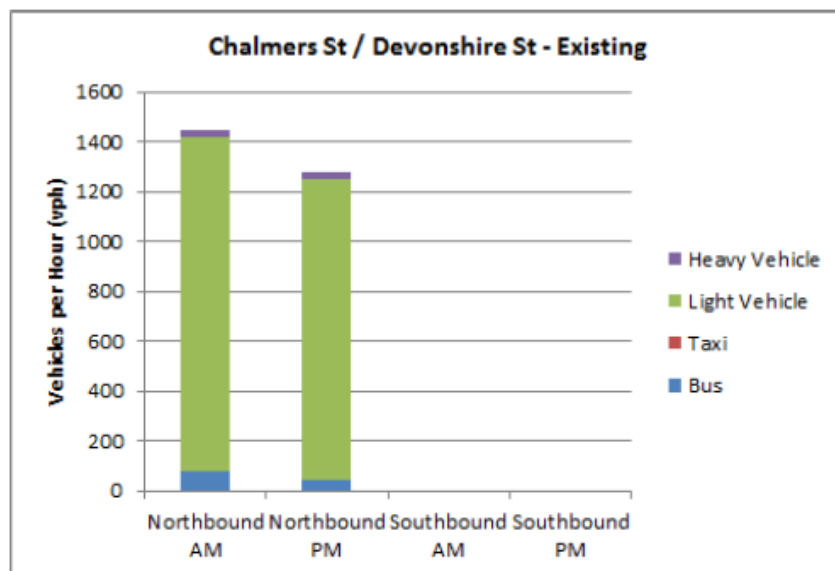 Chalmers St / Devonshire St - Existing
Vehicles per Hour (vph)
1600
1400
1200
1000
800
600
400
200
0
Northbound AM
Northbound PM
Southbound AM
Southbound PM
Heavy Vehicle
Light Vehicle
Taxi
Bus